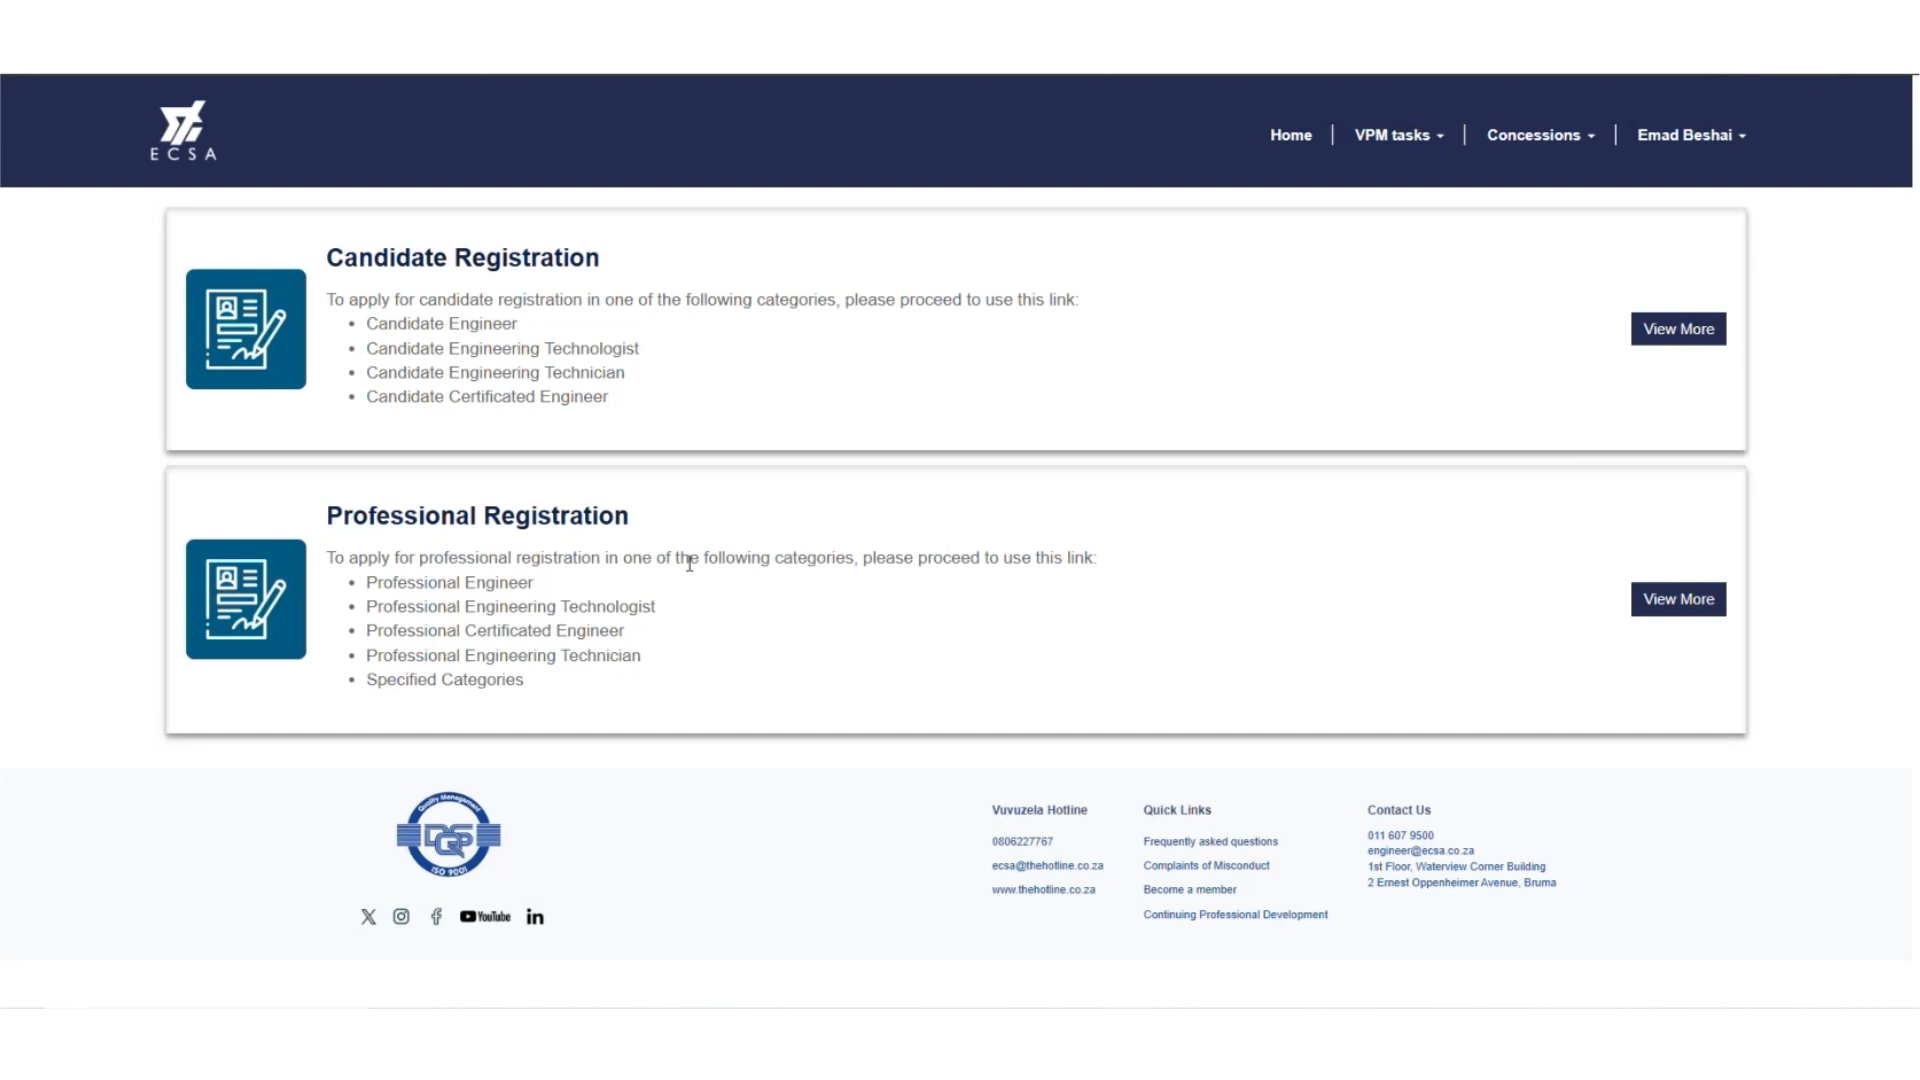 ECSA
Home
VPM tasks
Concessions
Emad Beshai
Candidate Registration
To apply for candidate registration in one of the following categories, please proceed to use this link:
• Candidate Engineer
• Candidate Engineering Technologist
• Candidate Engineering Technician
• Candidate Certificated Engineer
View More
Professional Registration
To apply for professional registration in one of the following categories, please proceed to use this link:
• Professional Engineer
• Professional Engineering Technologist
• Professional Certificated Engineer
• Professional Engineering Technician
• Specified Categories
View More
Quality Management
DQS
ISO 9001
YouTube
in
Vuvuzela Hotline
0806227767
ecsa@thehotline.co.za
www.thehotline.co.za
Quick Links
Frequently asked questions
Complaints of Misconduct
Become a member
Continuing Professional Development
Contact Us
011 607 9500
engineer@ecsa.co.za
1st Floor, Waterview Corner Building
2 Ernest Oppenheimer Avenue, Bruma